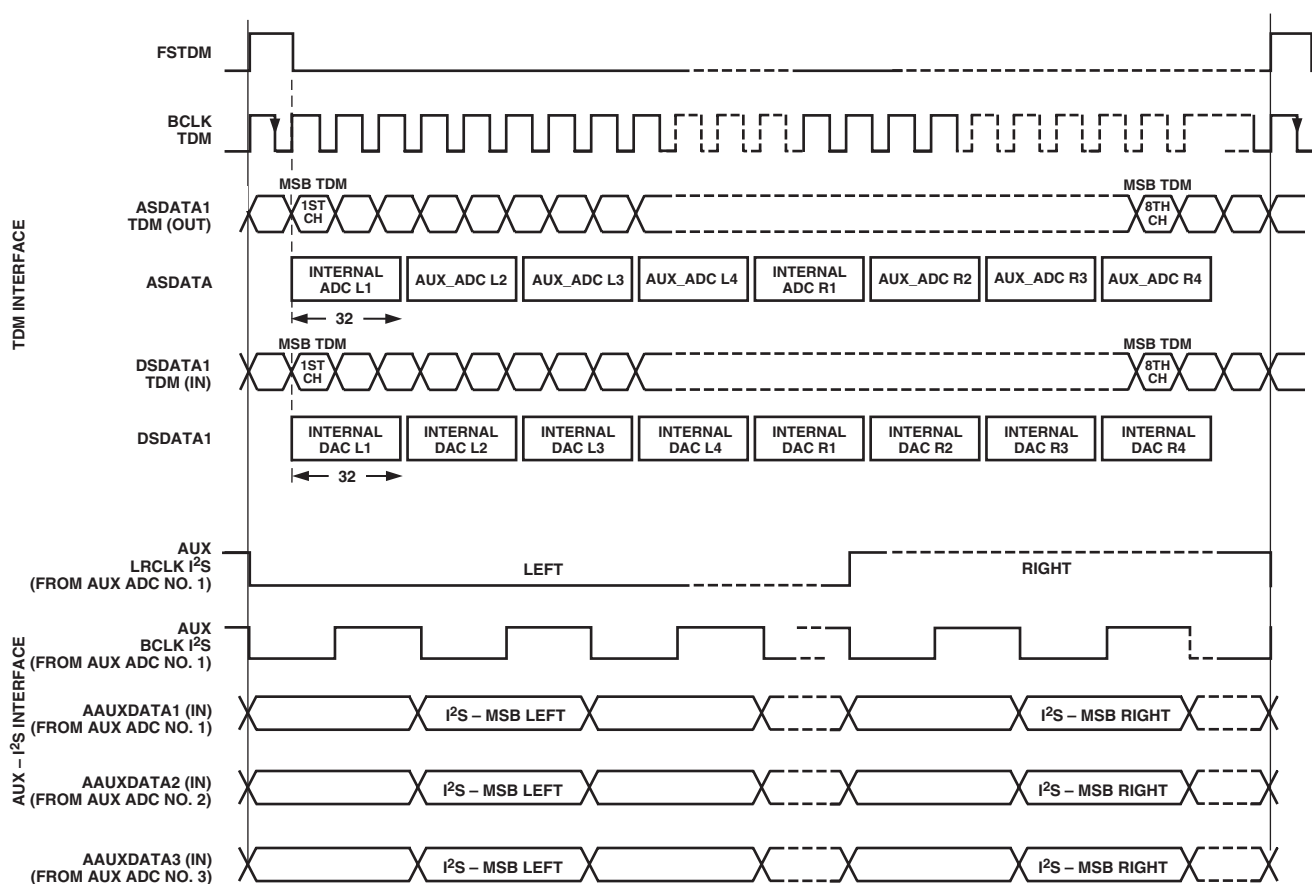 TDM INTERFACE
FSTDM
BCLK
TDM
ASDATA1
TDM (OUT)
MSB TDM
1ST
CH
MSB TDM
8TH
CH
ASDATA
INTERNAL
ADC L1
AUX_ADC L2
AUX_ADC L3
AUX_ADC L4
INTERNAL
ADC R1
AUX_ADC R2
AUX_ADC R3
AUX_ADC R4
32
DSDATA1
TDM (IN)
MSB TDM
1ST
CH
MSB TDM
8TH
CH
DSDATA1
INTERNAL
DAC L1
INTERNAL
DAC L2
INTERNAL
DAC L3
INTERNAL
DAC L4
INTERNAL
DAC R1
INTERNAL
DAC R2
INTERNAL
DAC R3
INTERNAL
DAC R4
32
AUX – I²S INTERFACE
AUX
LRCLK I²S
(FROM AUX ADC NO. 1)
LEFT
RIGHT
AUX
BCLK I²S
(FROM AUX ADC NO. 1)
AAUXDATA1 (IN)
(FROM AUX ADC NO. 1)
I²S – MSB LEFT
I²S – MSB RIGHT
AAUXDATA2 (IN)
(FROM AUX ADC NO. 2)
I²S – MSB LEFT
I²S – MSB RIGHT
AAUXDATA3 (IN)
(FROM AUX ADC NO. 3)
I²S – MSB LEFT
I²S – MSB RIGHT